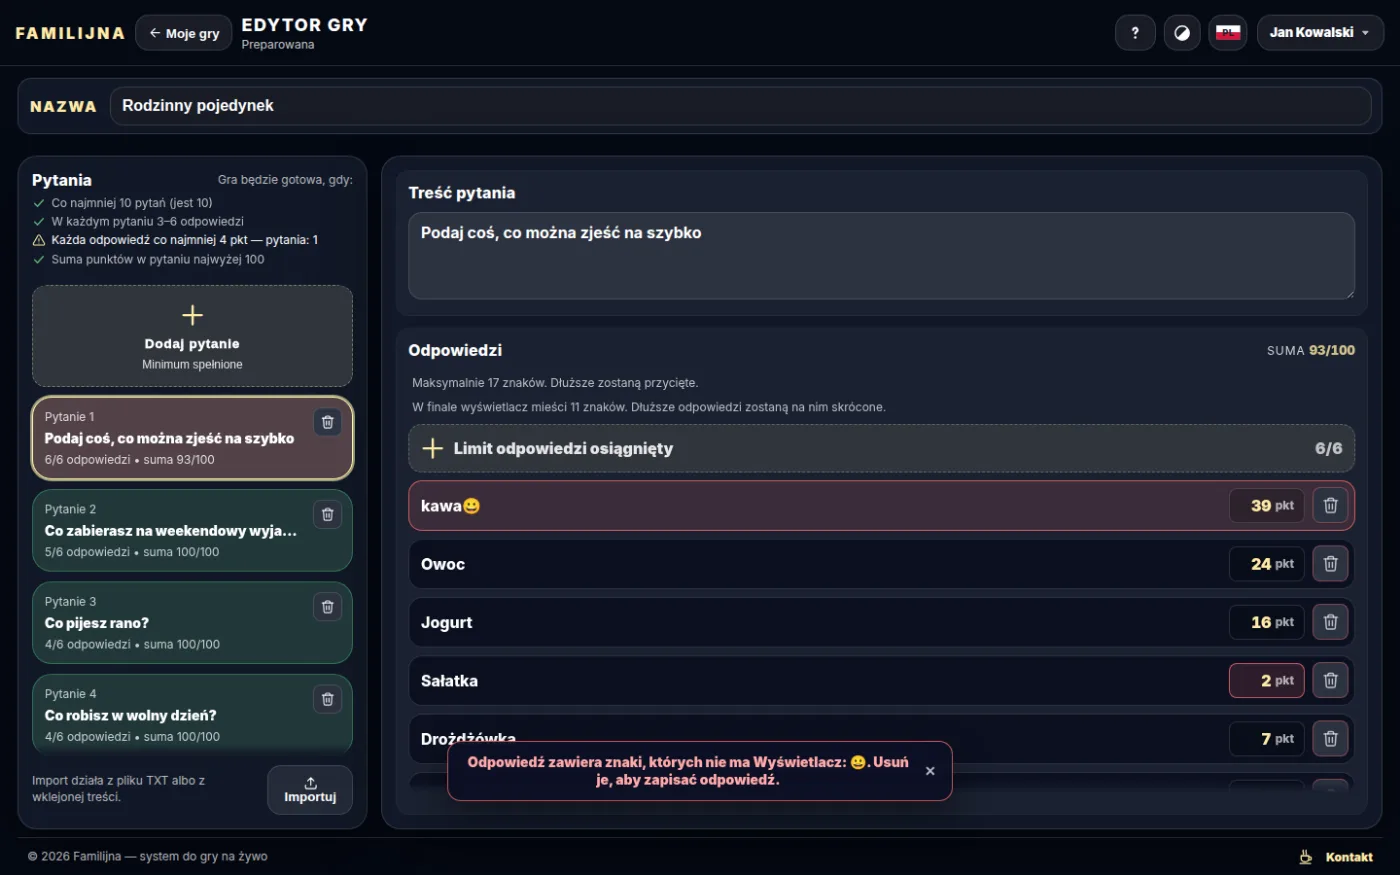 FAMILIJNA
← Moje gry
EDYTOR GRY
Preparowana
?
PL
Jan Kowalski
NAZWA
Rodzinny pojedynek
Pytania
Gra będzie gotowa, gdy:
Co najmniej 10 pytań (jest 10)
W każdym pytaniu 3–6 odpowiedzi
Każda odpowiedź co najmniej 4 pkt — pytania: 1
Suma punktów w pytaniu najwyżej 100
Dodaj pytanie
Minimum spełnione
Pytanie 1
Podaj coś, co można zjeść na szybko
6/6 odpowiedzi • suma 93/100
Pytanie 2
Co zabierasz na weekendowy wyja...
5/6 odpowiedzi • suma 100/100
Pytanie 3
Co pijesz rano?
4/6 odpowiedzi • suma 100/100
Pytanie 4
Co robisz w wolny dzień?
4/6 odpowiedzi • suma 100/100
Import działa z pliku TXT albo z
wklejonej treści.
Importuj
Treść pytania
Podaj coś, co można zjeść na szybko
Odpowiedzi
SUMA 93/100
Maksymalnie 17 znaków. Dłuższe zostaną przycięte.
W finale wyświetlacz mieści 11 znaków. Dłuższe odpowiedzi zostaną na nim skrócone.
Limit odpowiedzi osiągnięty
6/6
kawa😀
39 pkt
Owoc
24 pkt
Jogurt
16 pkt
Sałatka
2 pkt
Drożdżówka
7 pkt
Odpowiedź zawiera znaki, których nie ma Wyświetlacz: 😀. Usuń
je, aby zapisać odpowiedź.
© 2026 Familijna — system do gry na żywo
Kontakt